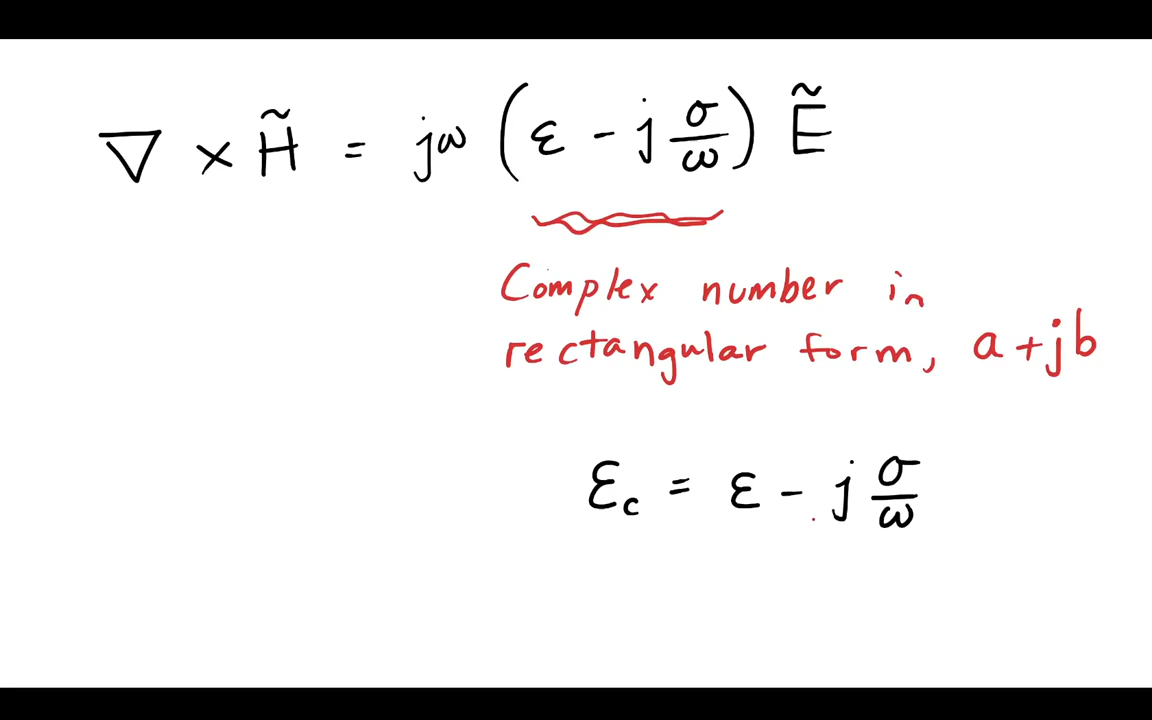 ∇ × H̃ = jω (ε − j σ/ω) Ẽ
Complex number in
rectangular form, a + jb
ε_c = ε − j σ/ω